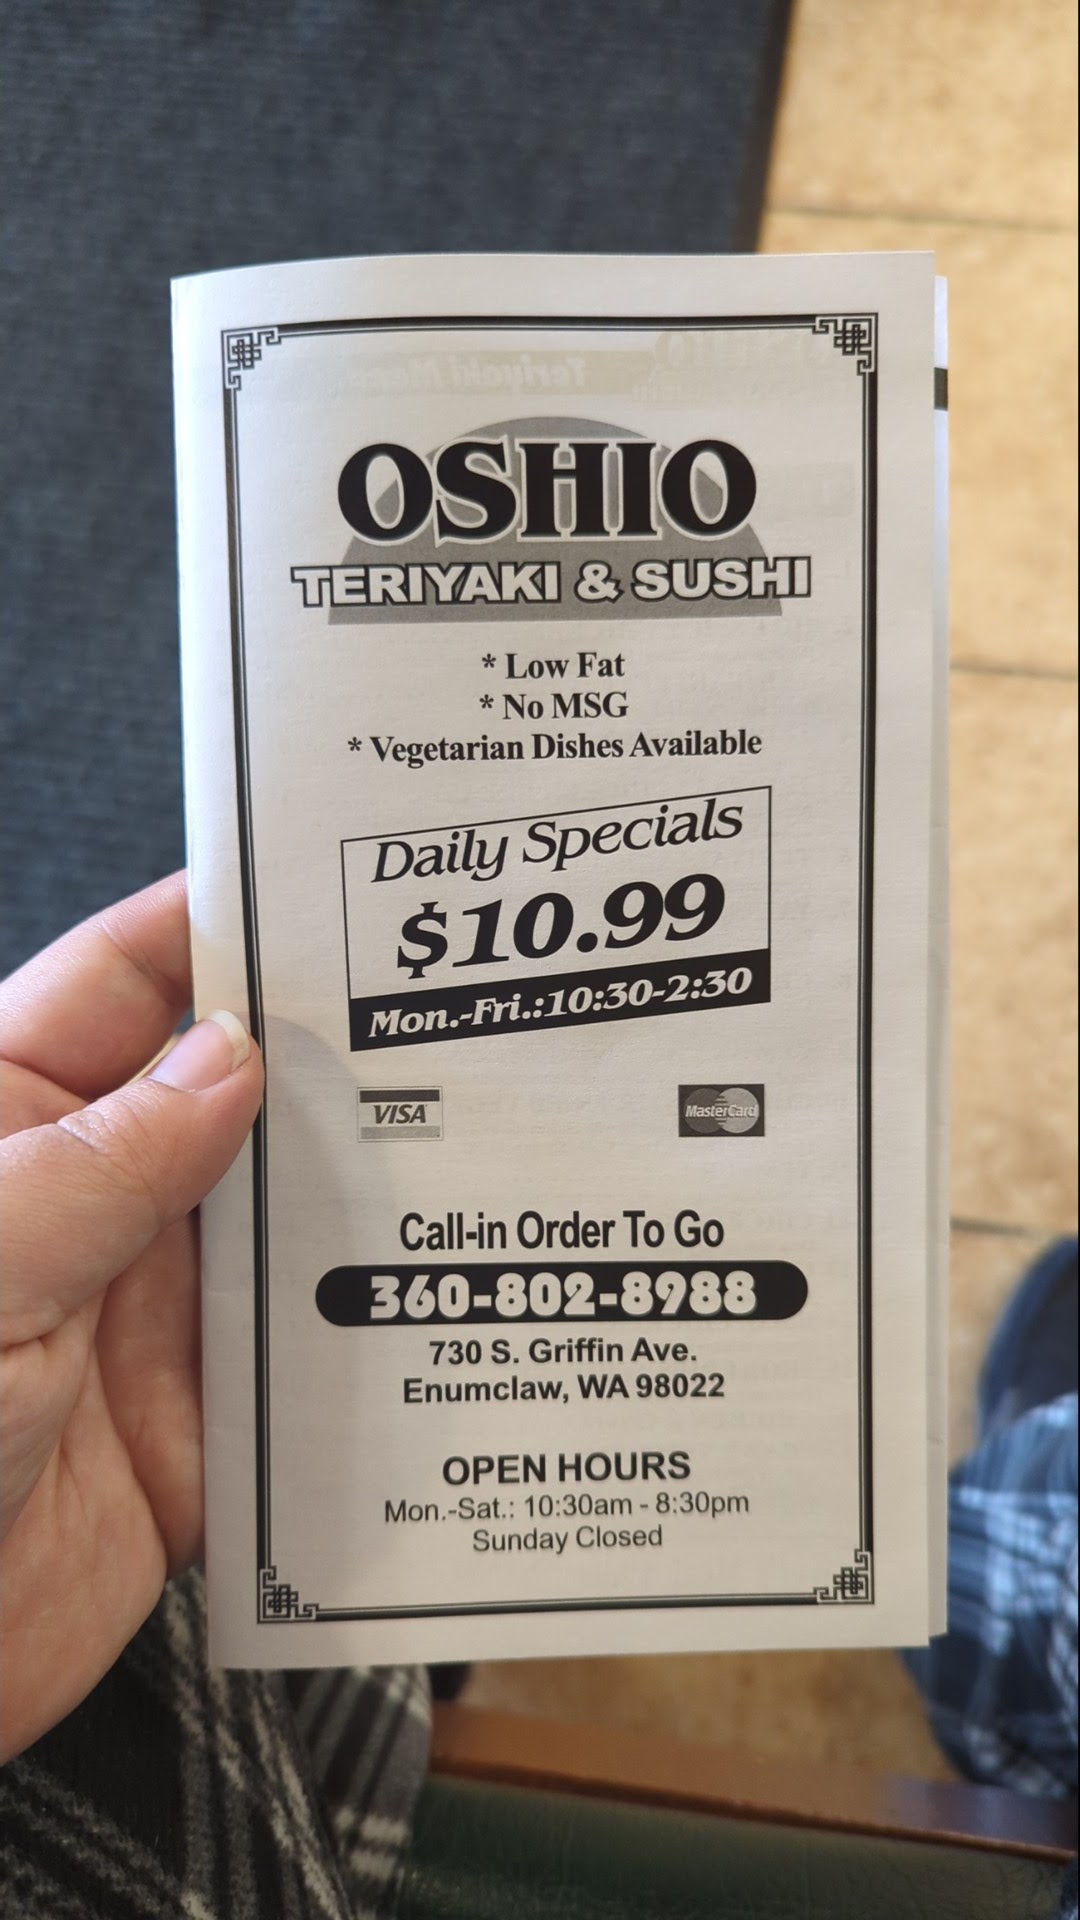 OSHIO
TERIYAKI & SUSHI
* Low Fat
* No MSG
* Vegetarian Dishes Available
Daily Specials
$10.99
Mon.-Fri.:10:30-2:30
VISA
MasterCard
Call-in Order To Go
360-802-8988
730 S. Griffin Ave.
Enumclaw, WA 98022
OPEN HOURS
Mon.-Sat.: 10:30am - 8:30pm
Sunday Closed